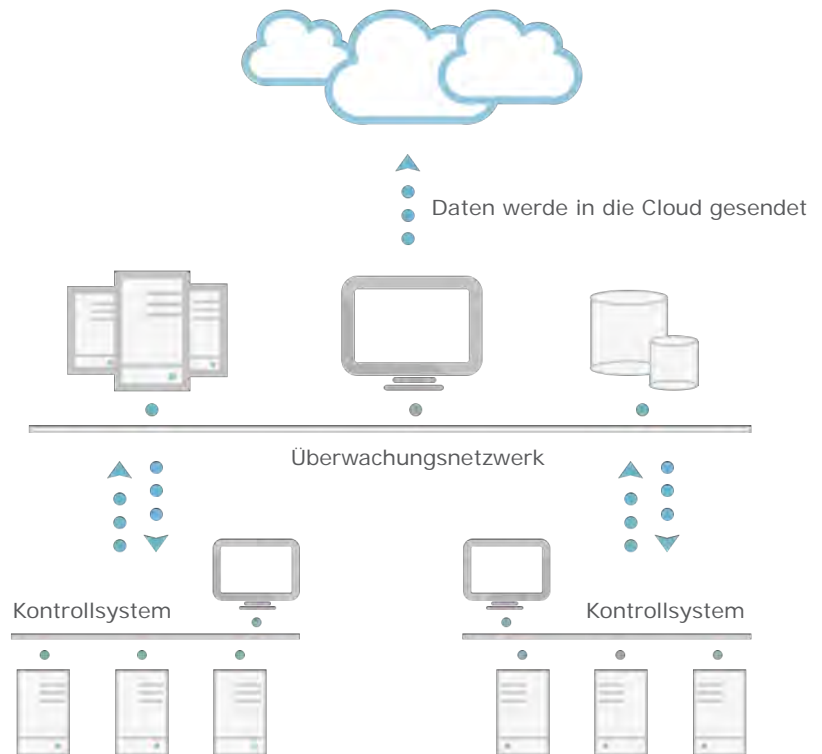 Daten werde in die Cloud gesendet
Überwachungsnetzwerk
Kontrollsystem
Kontrollsystem